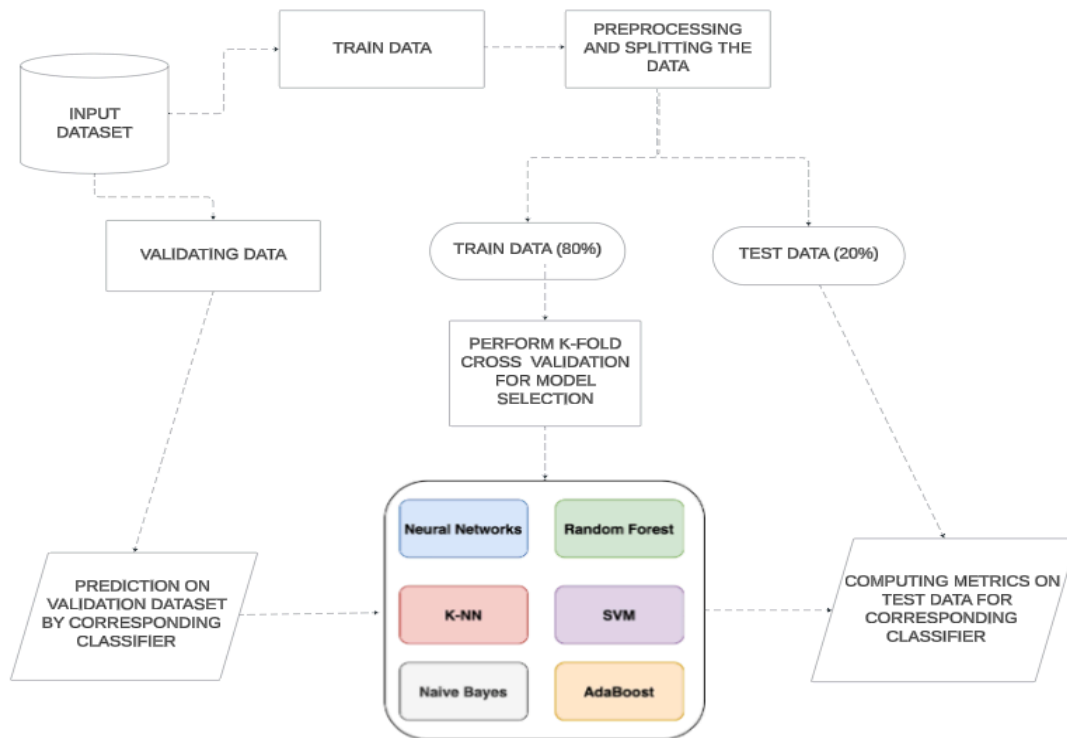 TRAIN DATA
PREPROCESSING
AND SPLITTING THE
DATA
INPUT
DATASET
VALIDATING DATA
TRAIN DATA (80%)
TEST DATA (20%)
PERFORM K-FOLD
CROSS VALIDATION
FOR MODEL
SELECTION
Neural Networks
Random Forest
K-NN
SVM
Naive Bayes
AdaBoost
PREDICTION ON
VALIDATION DATASET
BY CORRESPONDING
CLASSIFIER
COMPUTING METRICS ON
TEST DATA FOR
CORRESPONDING
CLASSIFIER